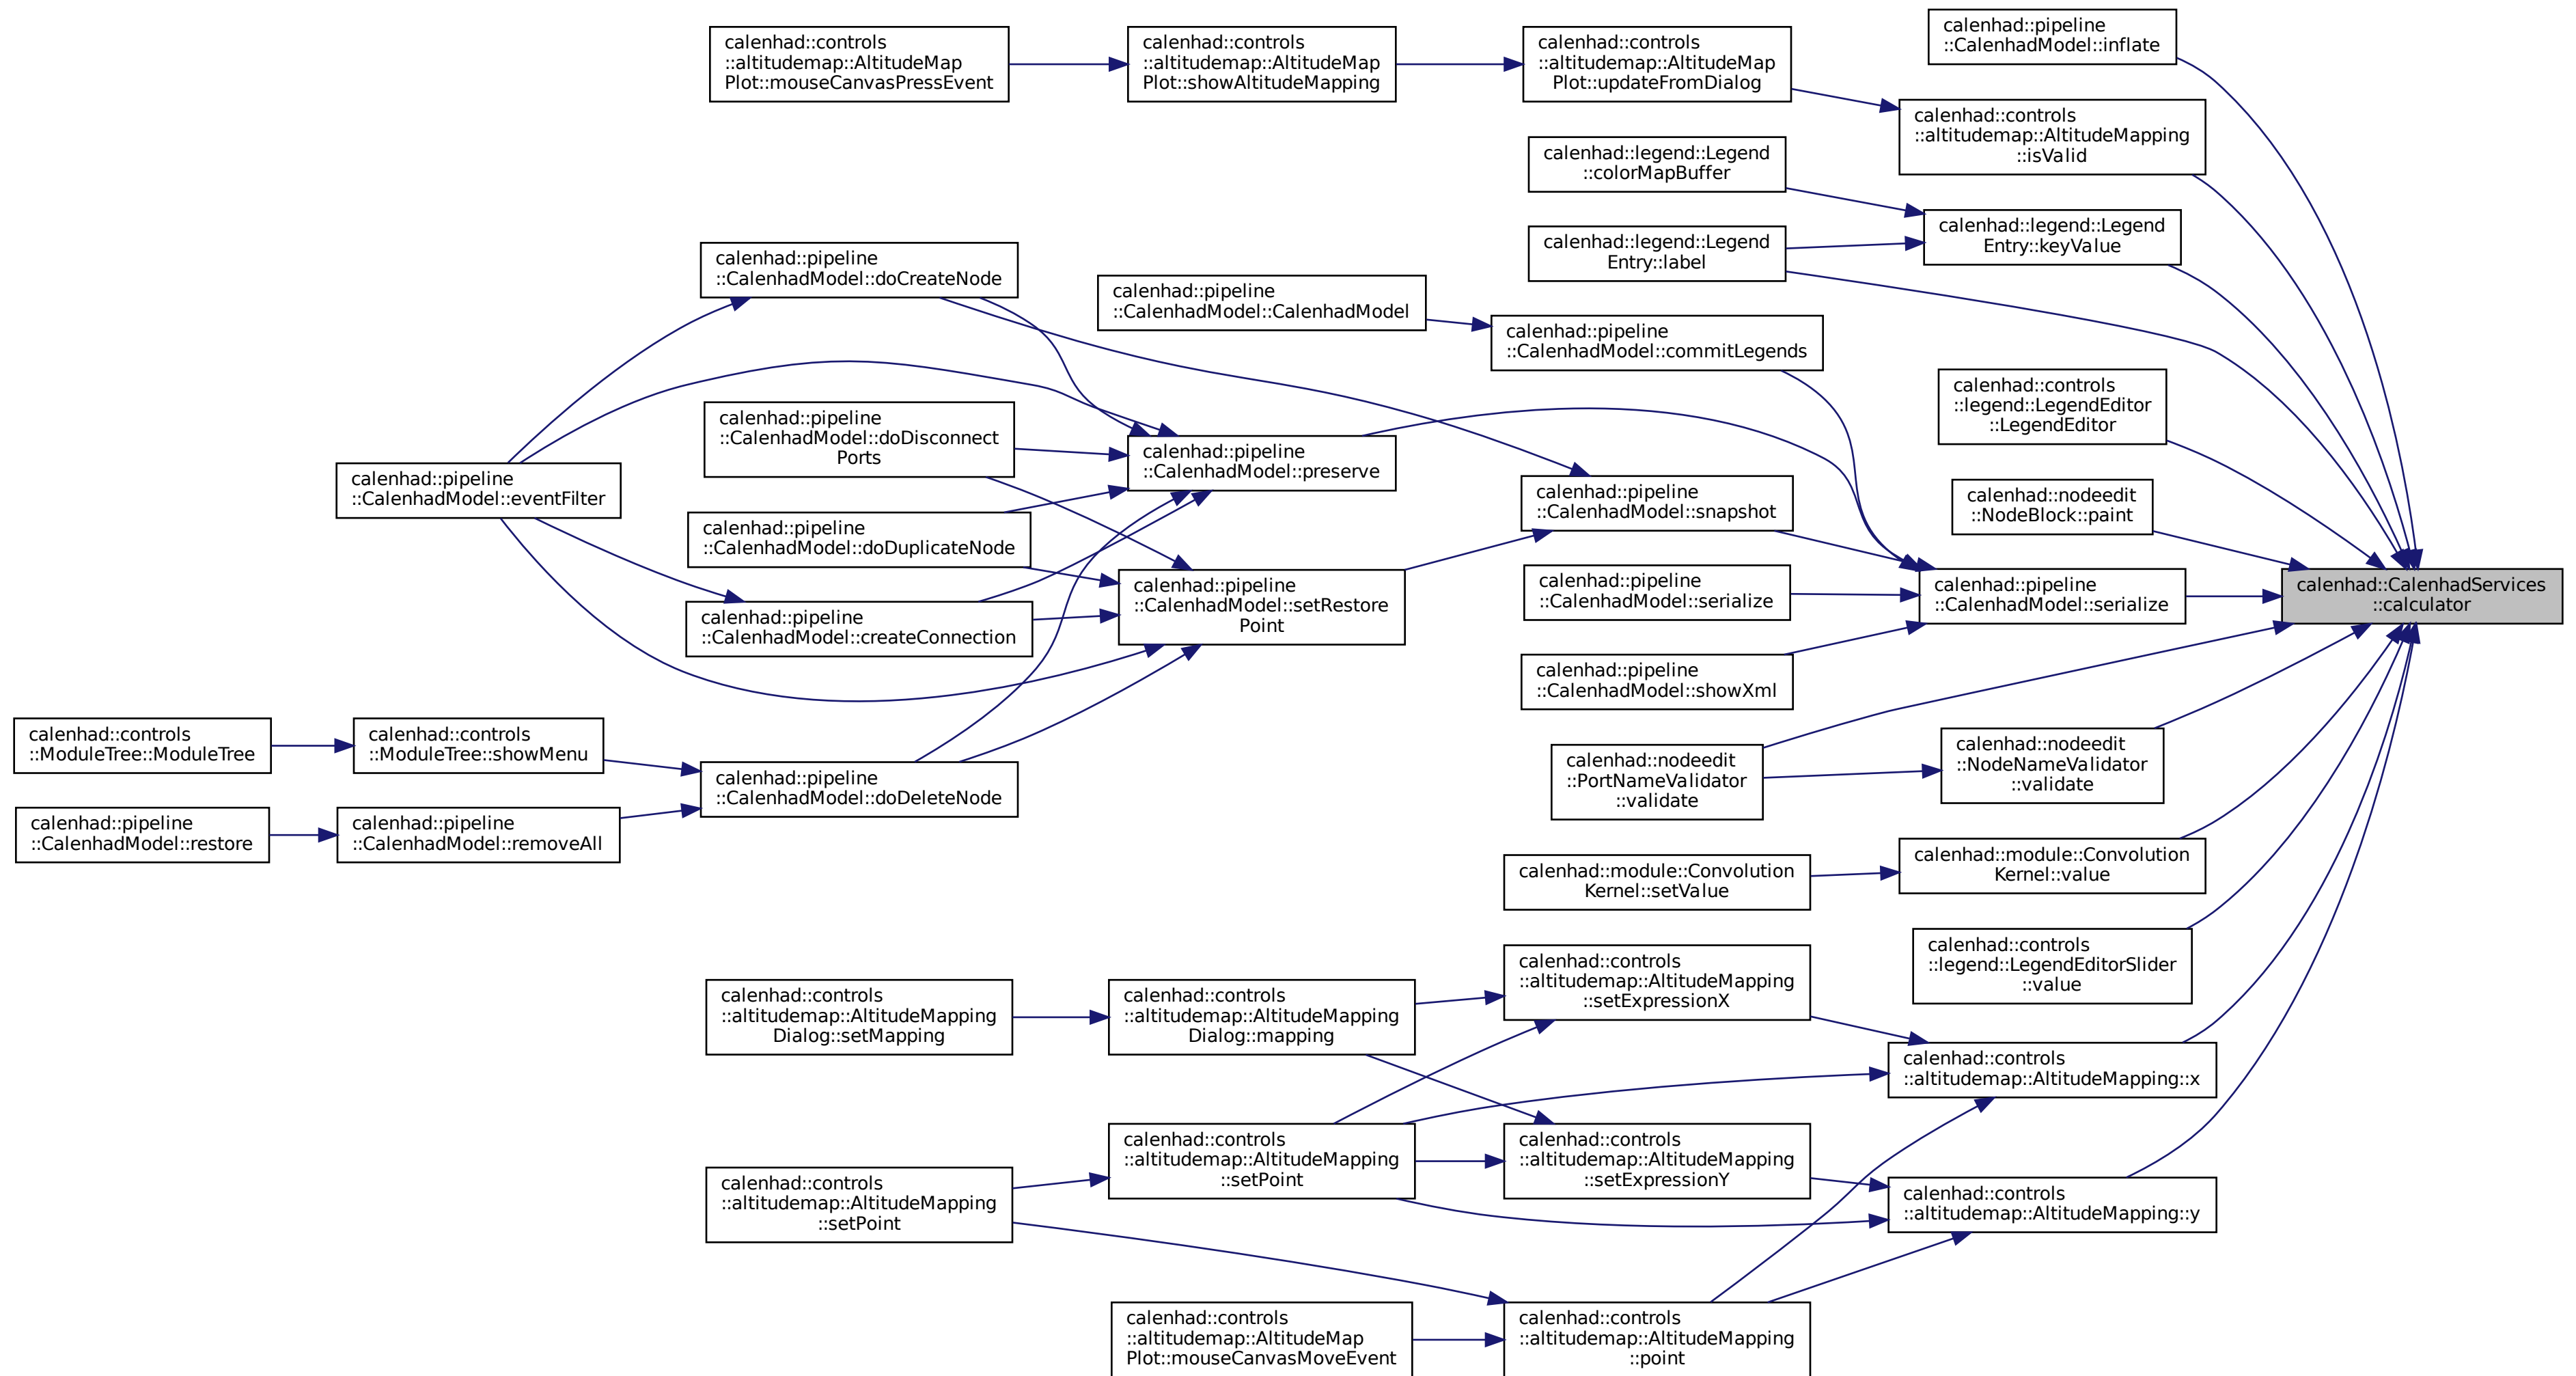 calenhad::pipeline
::CalenhadModel::inflate
calenhad::controls
::altitudemap::AltitudeMap
Plot::mouseCanvasPressEvent
calenhad::controls
::altitudemap::AltitudeMap
Plot::showAltitudeMapping
calenhad::controls
::altitudemap::AltitudeMap
Plot::updateFromDialog
calenhad::controls
::altitudemap::AltitudeMapping
::isValid
calenhad::legend::Legend
::colorMapBuffer
calenhad::legend::Legend
Entry::keyValue
calenhad::legend::Legend
Entry::label
calenhad::pipeline
::CalenhadModel::doCreateNode
calenhad::pipeline
::CalenhadModel::CalenhadModel
calenhad::pipeline
::CalenhadModel::commitLegends
calenhad::controls
::legend::LegendEditor
::LegendEditor
calenhad::pipeline
::CalenhadModel::doDisconnect
Ports
calenhad::pipeline
::CalenhadModel::preserve
calenhad::pipeline
::CalenhadModel::eventFilter
calenhad::pipeline
::CalenhadModel::snapshot
calenhad::nodeedit
::NodeBlock::paint
calenhad::pipeline
::CalenhadModel::doDuplicateNode
calenhad::pipeline
::CalenhadModel::setRestore
Point
calenhad::pipeline
::CalenhadModel::serialize
calenhad::pipeline
::CalenhadModel::serialize
calenhad::CalenhadServices
::calculator
calenhad::pipeline
::CalenhadModel::createConnection
calenhad::pipeline
::CalenhadModel::showXml
calenhad::controls
::ModuleTree::ModuleTree
calenhad::controls
::ModuleTree::showMenu
calenhad::pipeline
::CalenhadModel::doDeleteNode
calenhad::nodeedit
::PortNameValidator
::validate
calenhad::nodeedit
::NodeNameValidator
::validate
calenhad::pipeline
::CalenhadModel::restore
calenhad::pipeline
::CalenhadModel::removeAll
calenhad::module::Convolution
Kernel::setValue
calenhad::module::Convolution
Kernel::value
calenhad::controls
::legend::LegendEditorSlider
::value
calenhad::controls
::altitudemap::AltitudeMapping
Dialog::setMapping
calenhad::controls
::altitudemap::AltitudeMapping
Dialog::mapping
calenhad::controls
::altitudemap::AltitudeMapping
::setExpressionX
calenhad::controls
::altitudemap::AltitudeMapping::x
calenhad::controls
::altitudemap::AltitudeMapping
::setPoint
calenhad::controls
::altitudemap::AltitudeMapping
::setPoint
calenhad::controls
::altitudemap::AltitudeMapping
::setExpressionY
calenhad::controls
::altitudemap::AltitudeMapping::y
calenhad::controls
::altitudemap::AltitudeMap
Plot::mouseCanvasMoveEvent
calenhad::controls
::altitudemap::AltitudeMapping
::point